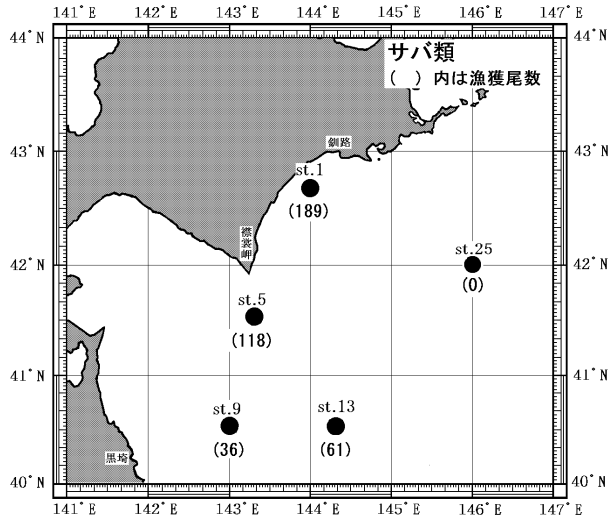 141° E 142° E 143° E 144° E 145° E 146° E 147° E
44° N 44° N
サバ類
( ) 内は漁獲尾数
釧路
43° N 43° N
st.1
(189)
襟裳岬
st.25
42° N 42° N
(0)
st.5
(118)
41° N 41° N
st.9 st.13
(36) (61)
黒埼
40° N 40° N
141° E 142° E 143° E 144° E 145° E 146° E 147° E